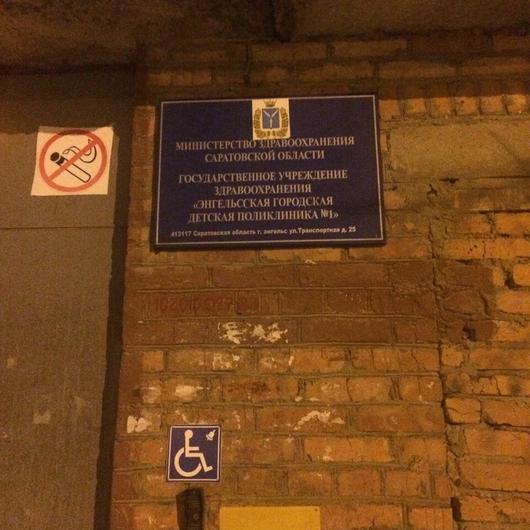 МИНИСТЕРСТВО ЗДРАВООХРАНЕНИЯ
САРАТОВСКОЙ ОБЛАСТИ
ГОСУДАРСТВЕННОЕ УЧРЕЖДЕНИЕ
ЗДРАВООХРАНЕНИЯ
«ЭНГЕЛЬССКАЯ ГОРОДСКАЯ
ДЕТСКАЯ ПОЛИКЛИНИКА №1»
413117 Саратовская область г. энгельс ул.Транспортная д. 25